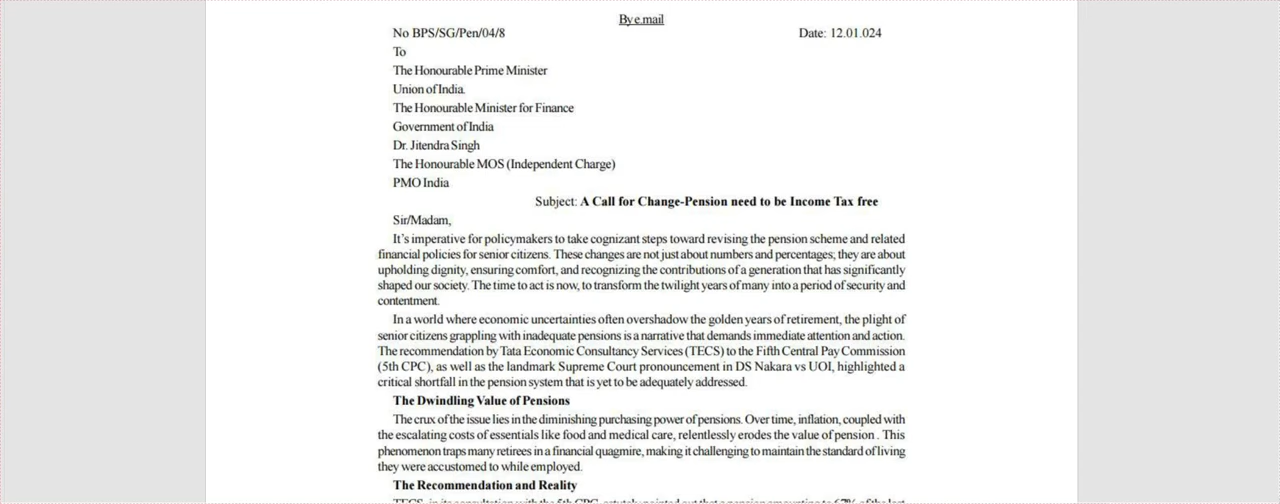 By e.mail
No BPS/SG/Pen/04/8 Date: 12.01.024
To
The Honourable Prime Minister
Union of India.
The Honourable Minister for Finance
Government of India
Dr. Jitendra Singh
The Honourable MOS (Independent Charge)
PMO India
Subject: A Call for Change-Pension need to be Income Tax free
Sir/Madam,
It's imperative for policymakers to take cognizant steps toward revising the pension scheme and related
financial policies for senior citizens. These changes are not just about numbers and percentages; they are about
upholding dignity, ensuring comfort, and recognizing the contributions of a generation that has significantly
shaped our society. The time to act is now, to transform the twilight years of many into a period of security and
contentment.
In a world where economic uncertainties often overshadow the golden years of retirement, the plight of
senior citizens grappling with inadequate pensions is a narrative that demands immediate attention and action.
The recommendation by Tata Economic Consultancy Services (TECS) to the Fifth Central Pay Commission
(5th CPC), as well as the landmark Supreme Court pronouncement in DS Nakara vs UOI, highlighted a
critical shortfall in the pension system that is yet to be adequately addressed.
The Dwindling Value of Pensions
The crux of the issue lies in the diminishing purchasing power of pensions. Over time, inflation, coupled with
the escalating costs of essentials like food and medical care, relentlessly erodes the value of pension . This
phenomenon traps many retirees in a financial quagmire, making it challenging to maintain the standard of living
they were accustomed to while employed.
The Recommendation and Reality